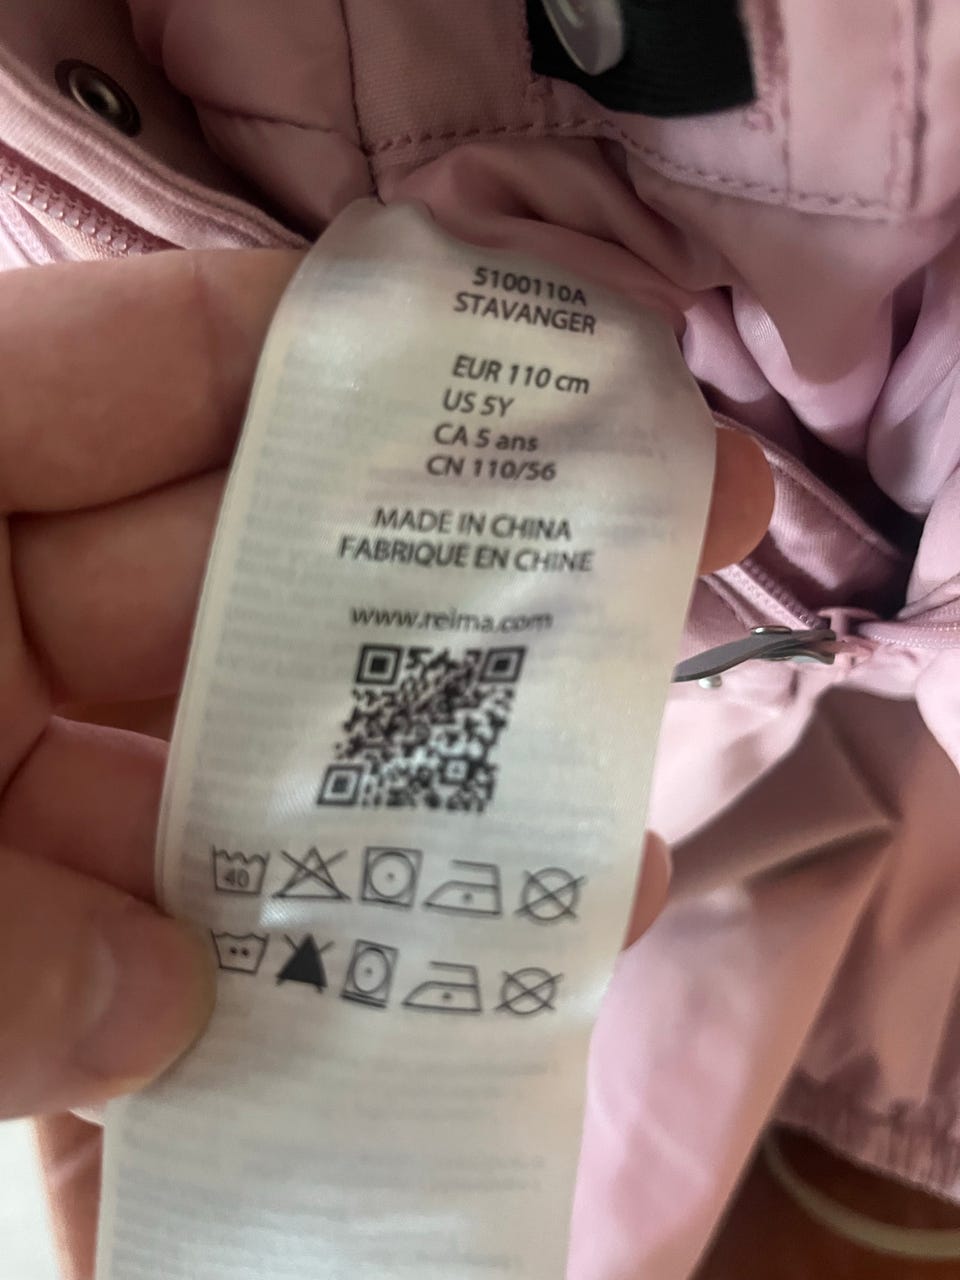 5100110A
STAVANGER
EUR 110 cm
US 5Y
CA 5 ans
CN 110/56
MADE IN CHINA
FABRIQUE EN CHINE
www.reima.com
40